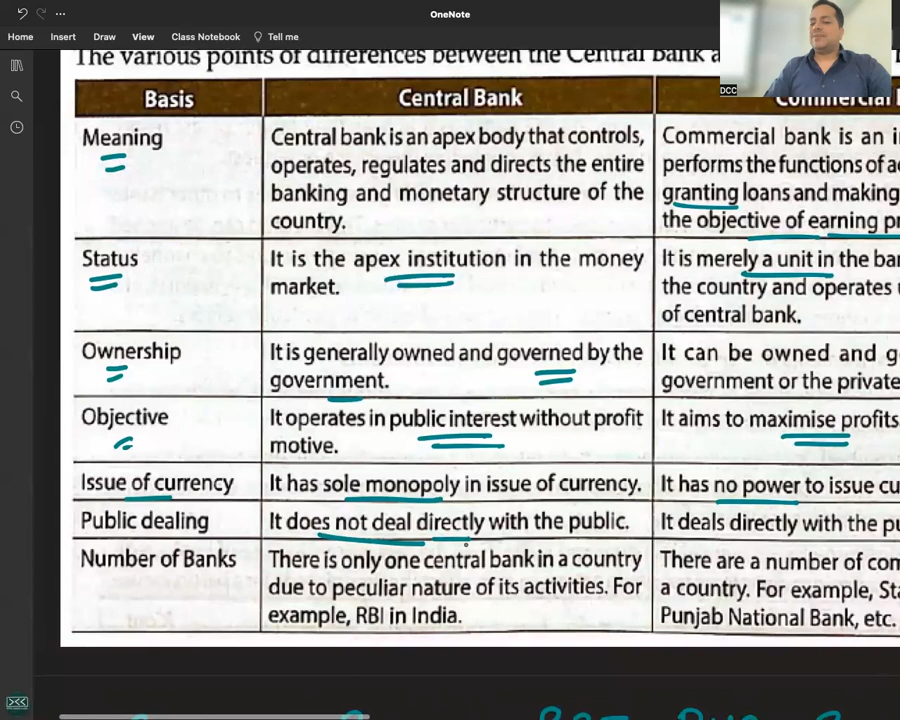 OneNote
Home Insert Draw View Class Notebook Tell me
DCC
The various points of differences between the Central Bank
Basis Central Bank
Meaning Central bank is a apex body that controls, Commercial bank is an
operates, regulates and directs the entire performs the functions of
banking and monetary structure of the granting loans and making
country. the objective of earning
Status It is the apex institution in the money It is merely a unit in the
market. the country and operates
of central bank.
Ownership It is generally owned and governed by the It can be owned and
government. government or the private
Objective It operates in public interest without profit It aims to maximise profits
motive.
Issue of currency It has sole monopoly in issue of currency. It has no power to issue
Public dealing It does not deal directly with the public. It deals directly with the
Number of Banks There is only one central bank in a country There are a number of
due to peculiar nature of its activities. For a country. For example,
example, RBI in India. Punjab National Bank, etc.